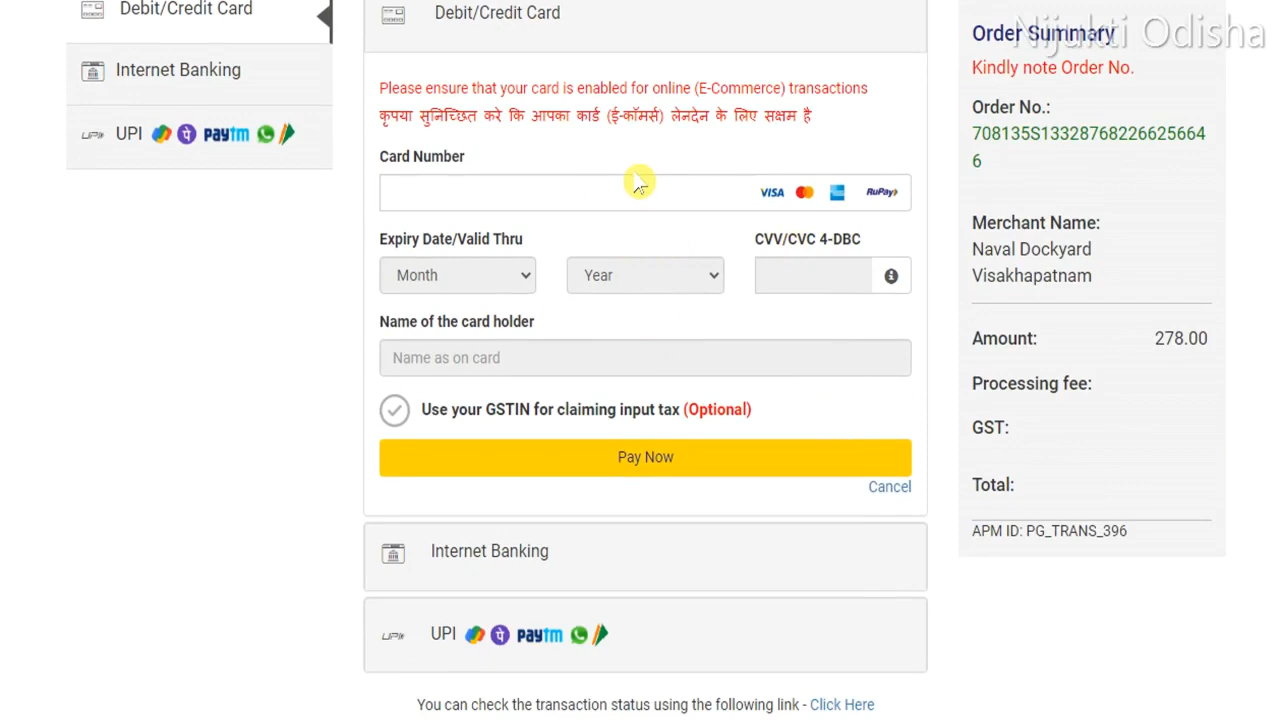 Debit/Credit Card
Internet Banking
UPI paytm
Debit/Credit Card
Please ensure that your card is enabled for online (E-Commerce) transactions
कृपया सुनिच्छित करे कि आपका कार्ड (ई-कॉमर्स) लेनदेन के लिए सक्षम है
Card Number
VISA RuPay
Expiry Date/Valid Thru
CVV/CVC 4-DBC
Month
Year
Name of the card holder
Name as on card
Use your GSTIN for claiming input tax (Optional)
Pay Now
Cancel
Internet Banking
UPI paytm
You can check the transaction status using the following link - Click Here
Nijukti Odisha
Order Summary
Kindly note Order No.
Order No.:
708135S13328768226625664
6
Merchant Name:
Naval Dockyard
Visakhapatnam
Amount: 278.00
Processing fee:
GST:
Total:
APM ID: PG_TRANS_396